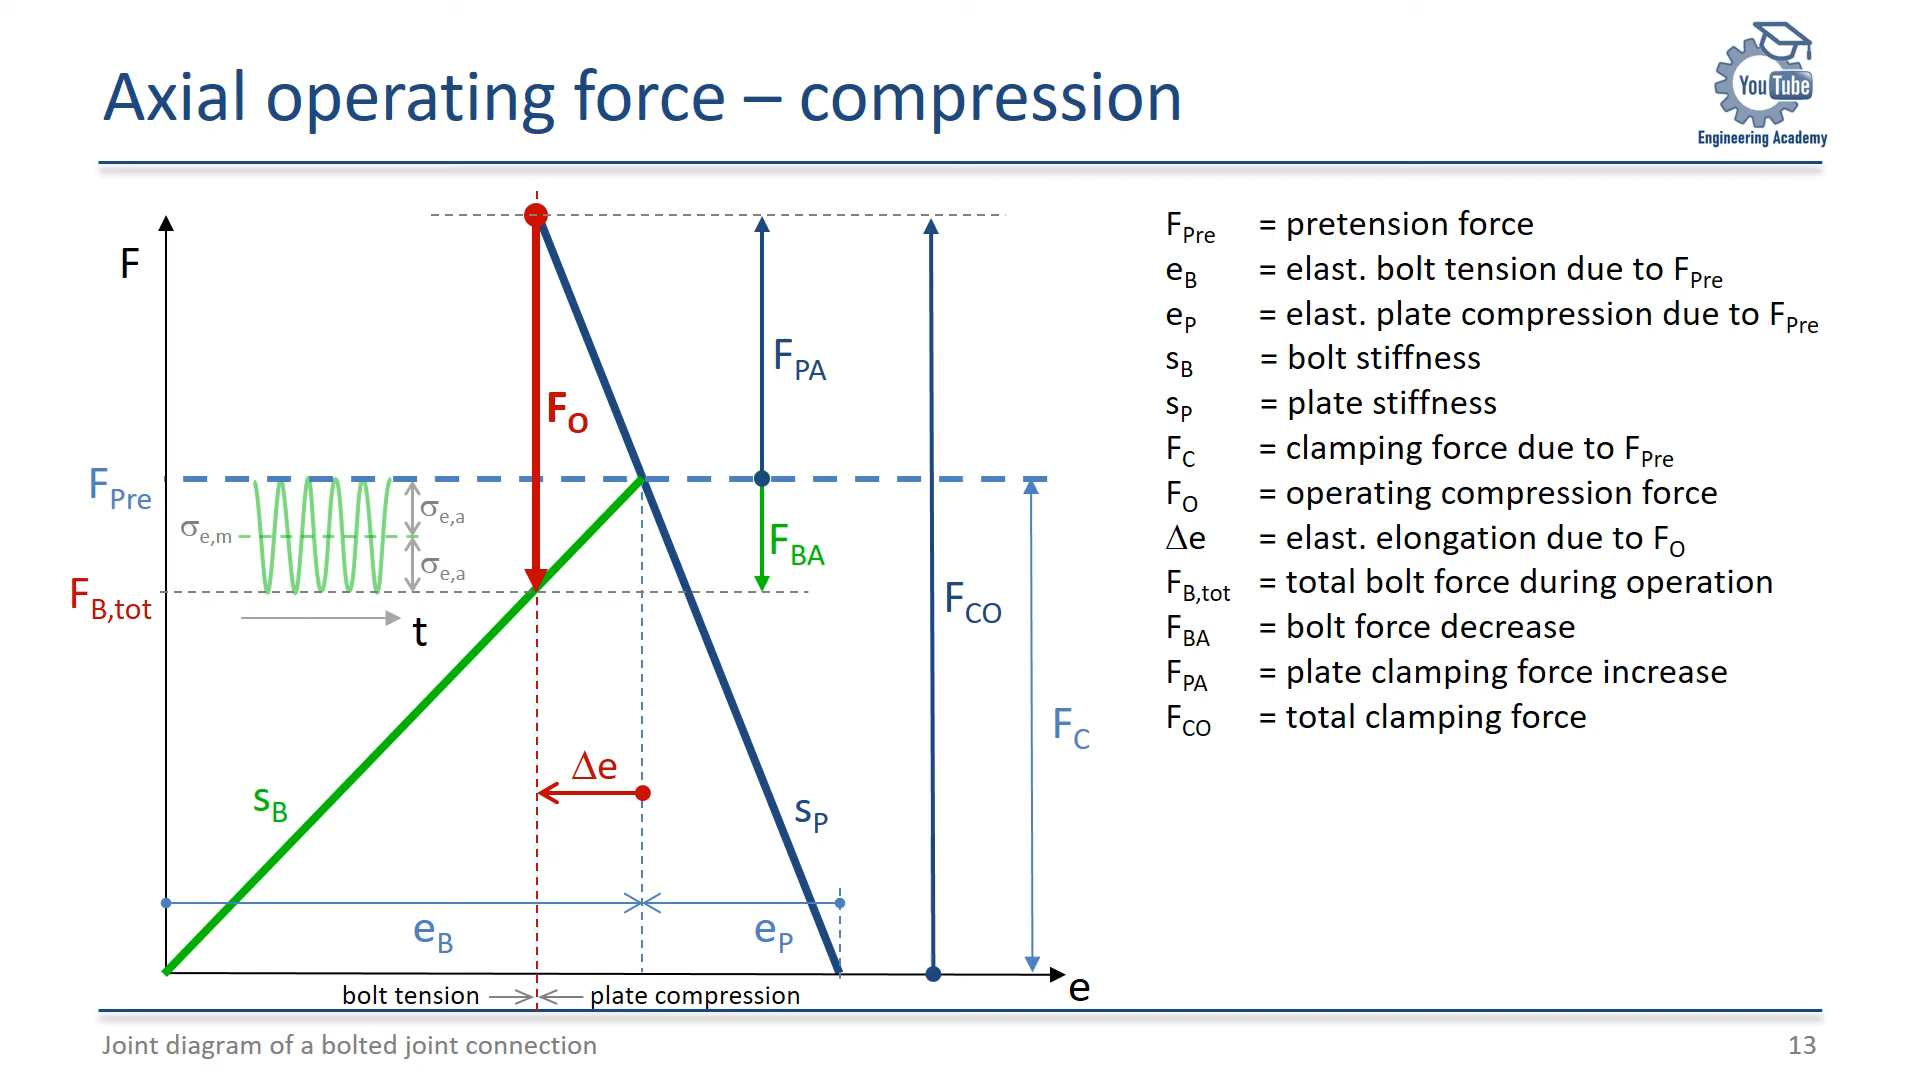 Axial operating force – compression
YouTube
Engineering Academy
F
F_Pre
σ_e,m
σ_e,a
σ_e,a
F_B,tot
t
F_O
F_PA
F_BA
F_CO
F_C
Δe
s_B
s_P
e_B
e_P
bolt tension
plate compression
e
F_Pre = pretension force
e_B = elast. bolt tension due to F_Pre
e_P = elast. plate compression due to F_Pre
s_B = bolt stiffness
s_P = plate stiffness
F_C = clamping force due to F_Pre
F_O = operating compression force
Δe = elast. elongation due to F_O
F_B,tot = total bolt force during operation
F_BA = bolt force decrease
F_PA = plate clamping force increase
F_CO = total clamping force
Joint diagram of a bolted joint connection
13